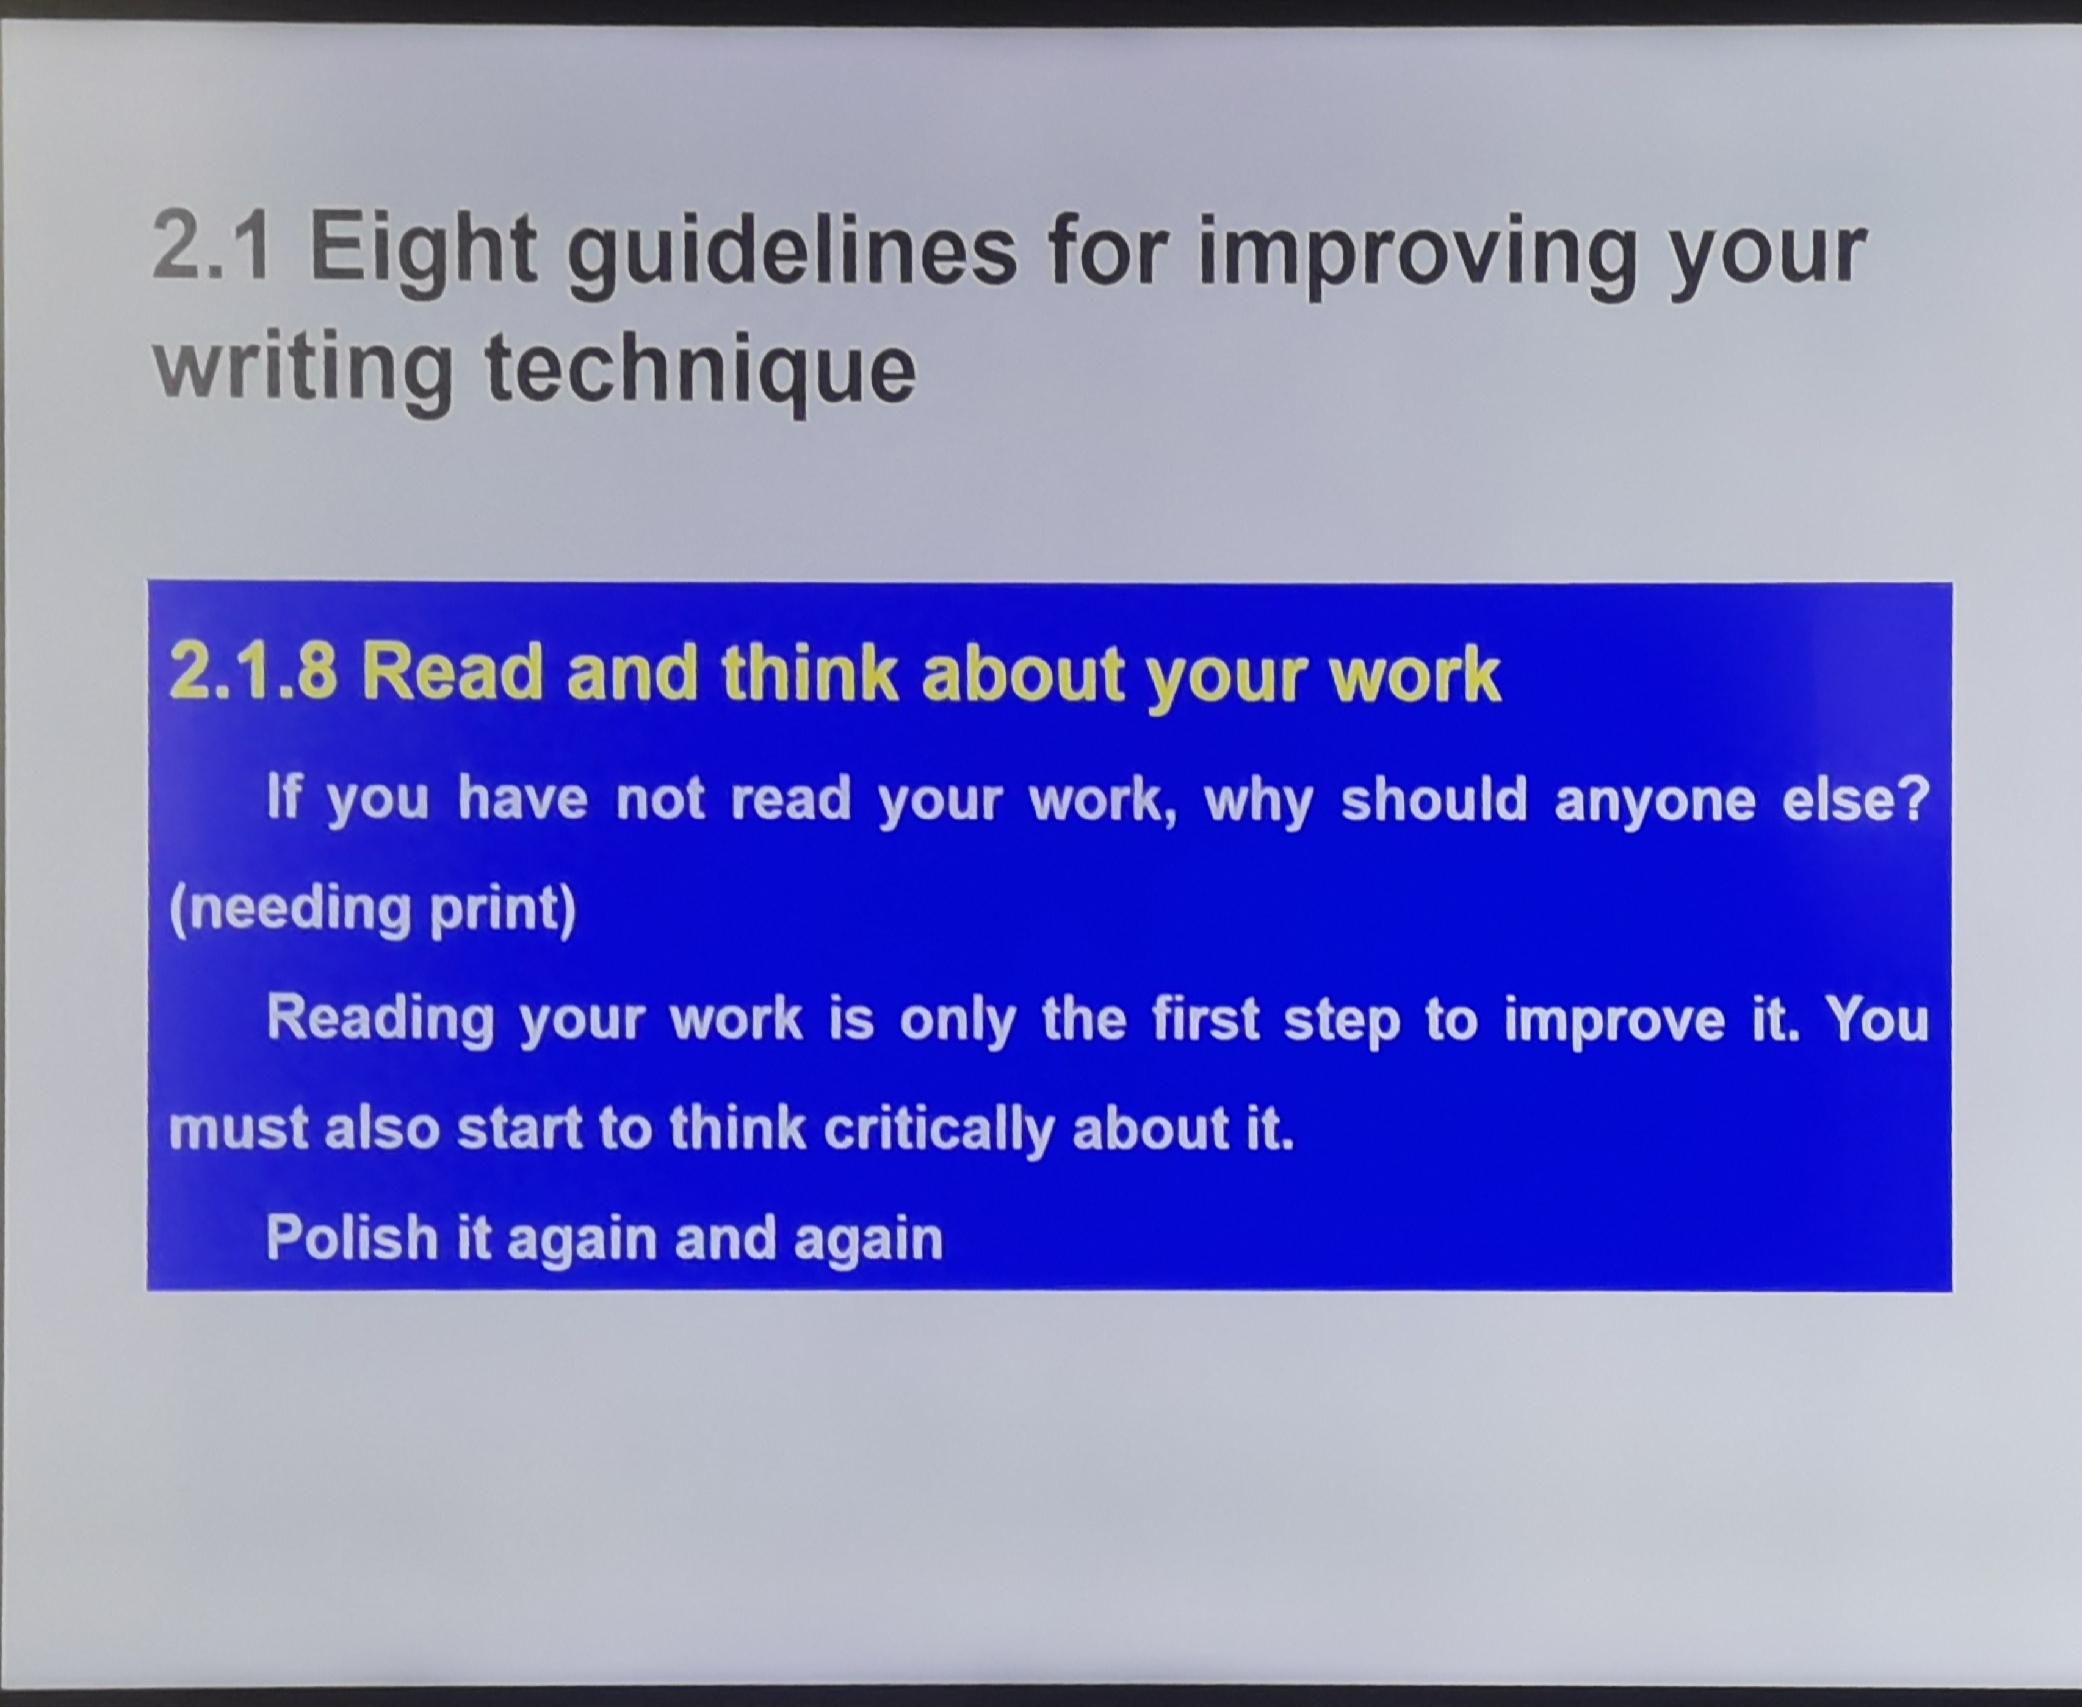 2.1 Eight guidelines for improving your
writing technique
2.1.8 Read and think about your work
If you have not read your work, why should anyone else?
(needing print)
Reading your work is only the first step to improve it. You
must also start to think critically about it.
Polish it again and again